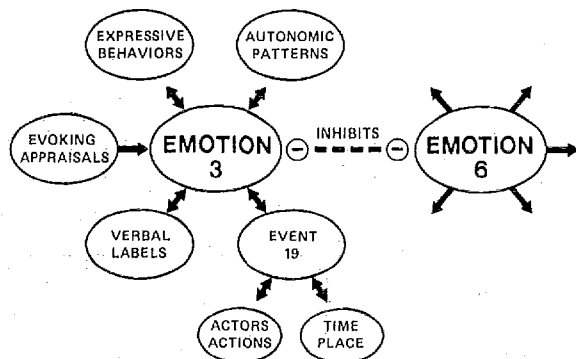 EXPRESSIVE
BEHAVIORS
AUTONOMIC
PATTERNS
EVOKING
APPRAISALS
EMOTION
3
INHIBITS
EMOTION
6
VERBAL
LABELS
EVENT
19
ACTORS
ACTIONS
TIME
PLACE